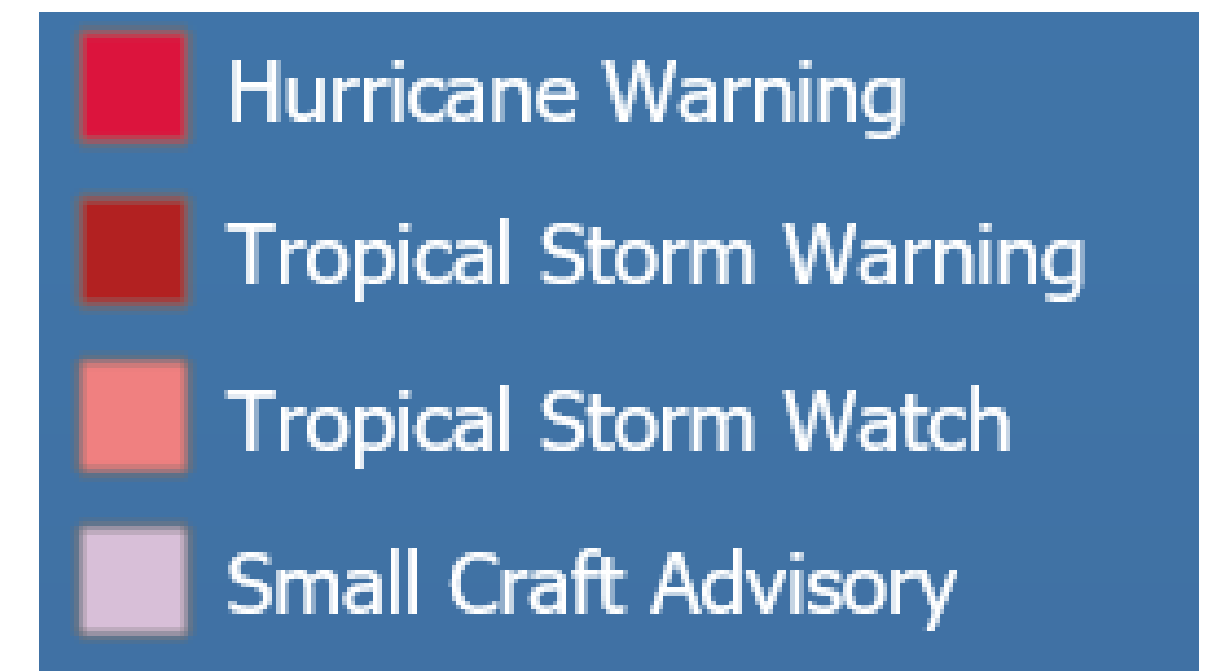 Hurricane Warning
Tropical Storm Warning
Tropical Storm Watch
Small Craft Advisory